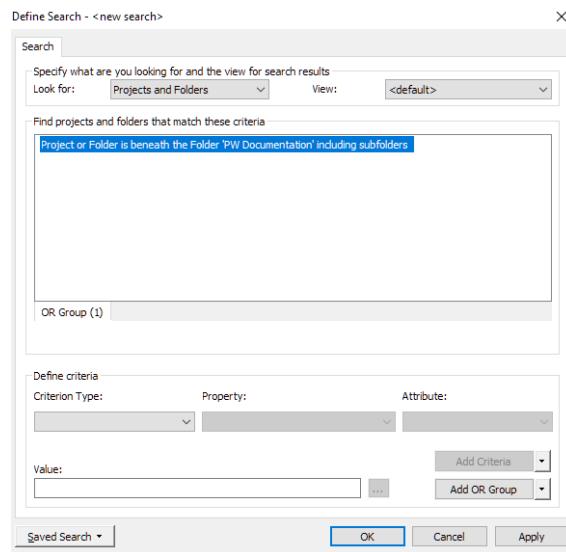 Define Search - <new search>
Search
Specify what are you looking for and the view for search results
Look for: Projects and Folders View: <default>
Find projects and folders that match these criteria
Project or Folder is beneath the Folder 'PW Documentation' including subfolders
OR Group (1)
Define criteria
Criterion Type: Property: Attribute:
Add Criteria
Value:
... Add OR Group
Saved Search OK Cancel Apply